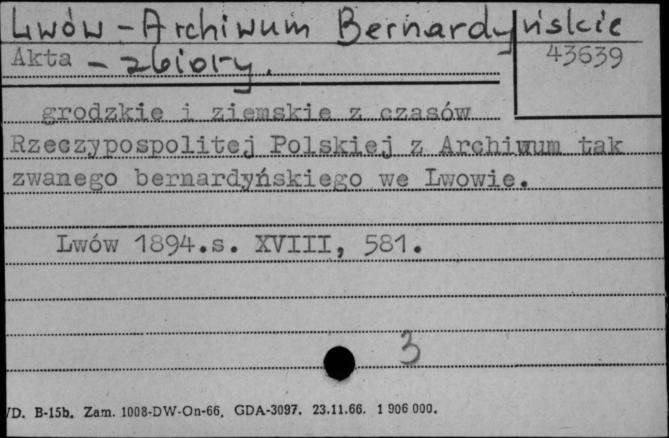 Lwów - Archiwum Bernardyńskie
Akta - zbiory.
43639
grodzkie i ziemskie z czasów
Rzeczypospolitej Polskiej z Archiwum tak
zwanego bernardyńskiego we Lwowie.
Lwów 1894.s. XVIII, 581.
3
/D. B-15b. Zam. 1008-DW-On-66. GDA-3097. 23.11.66. 1 906 000.